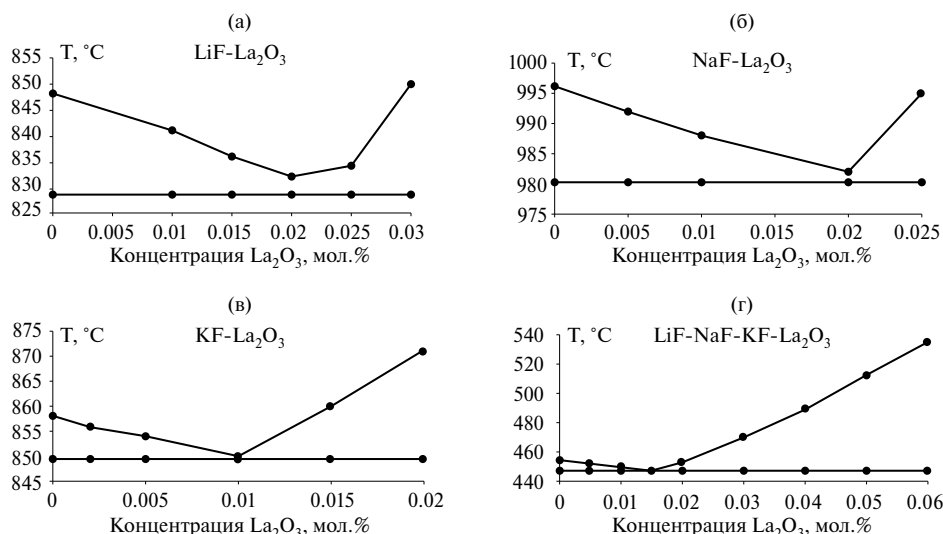 (а)
T, °C LiF-La₂O₃
855
850
845
840
835
830
825
0 0.005 0.01 0.015 0.02 0.025 0.03
Концентрация La₂O₃, мол.%
(б)
T, °C NaF-La₂O₃
1000
995
990
985
980
975
0 0.005 0.01 0.02 0.025
Концентрация La₂O₃, мол.%
(в)
T, °C KF-La₂O₃
875
870
865
860
855
850
845
0 0.005 0.01 0.015 0.02
Концентрация La₂O₃, мол.%
(г)
T, °C LiF-NaF-KF-La₂O₃
540
520
500
480
460
440
0 0.01 0.02 0.03 0.04 0.05 0.06
Концентрация La₂O₃, мол.%